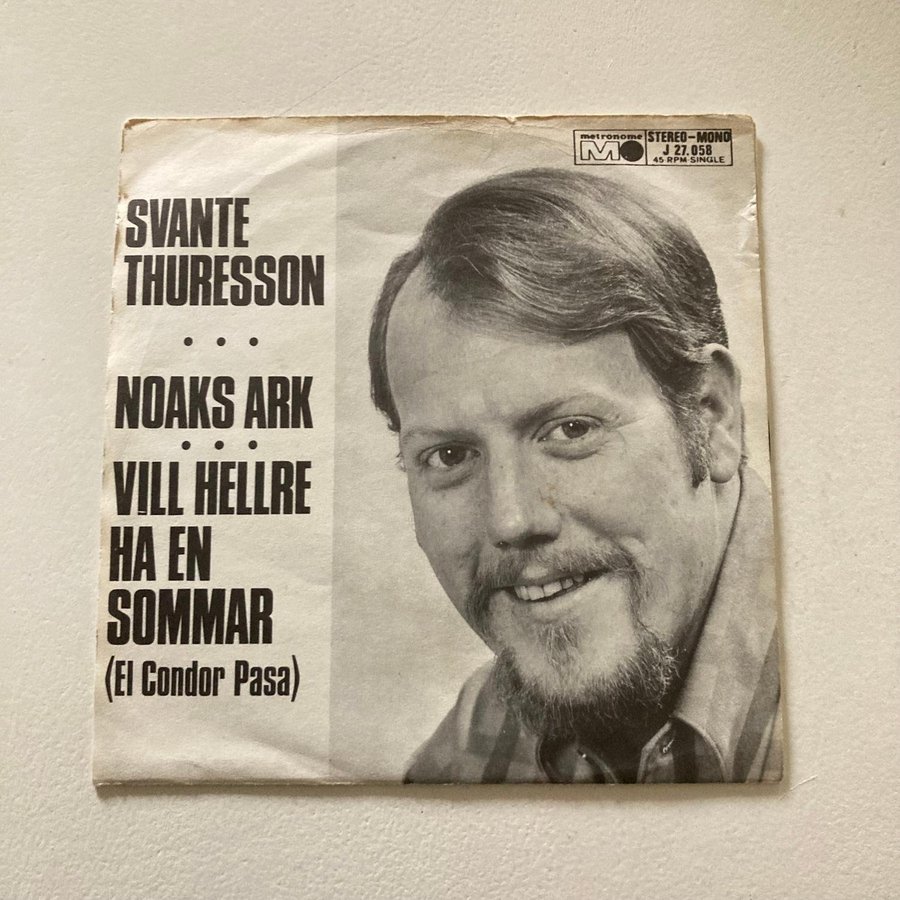 metronome
MO
STEREO-MONO
J 27.058
45-RPM-SINGLE
SVANTE
THURESSON
...
NOAKS ARK
...
VILL HELLRE
HA EN
SOMMAR
(El Condor Pasa)